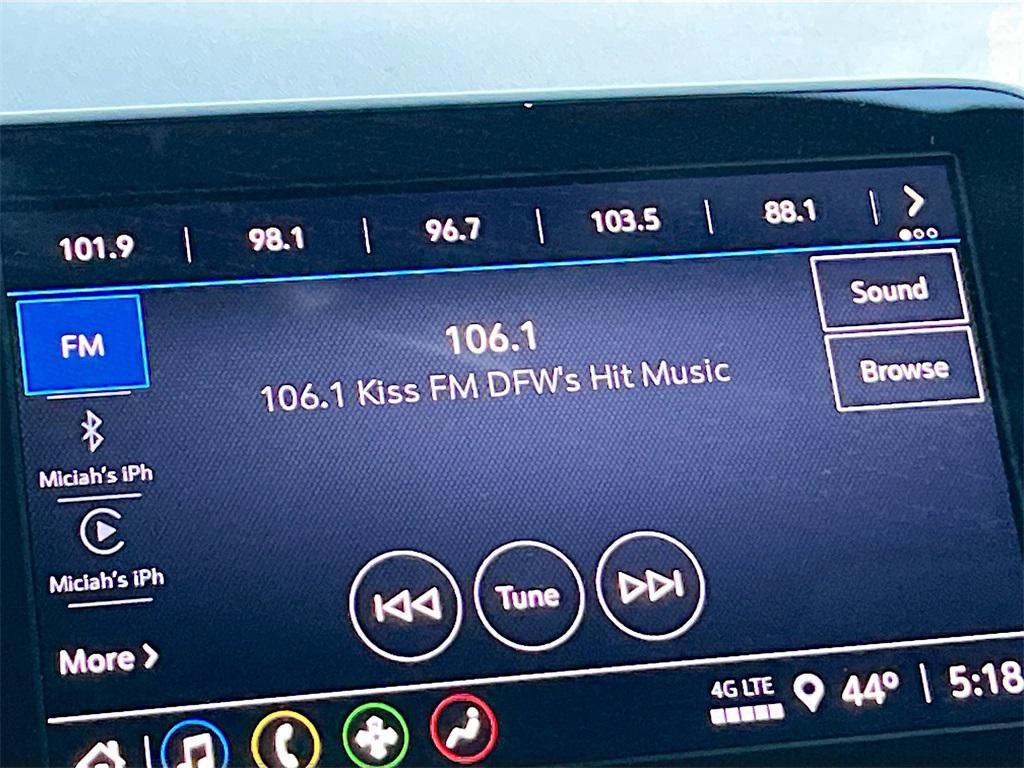 101.9 | 98.1 | 96.7 | 103.5 | 88.1
FM
Sound
106.1
106.1 Kiss FM DFW's Hit Music
Browse
Miciah's iPh
Miciah's iPh
Tune
More
4G LTE 44° | 5:18